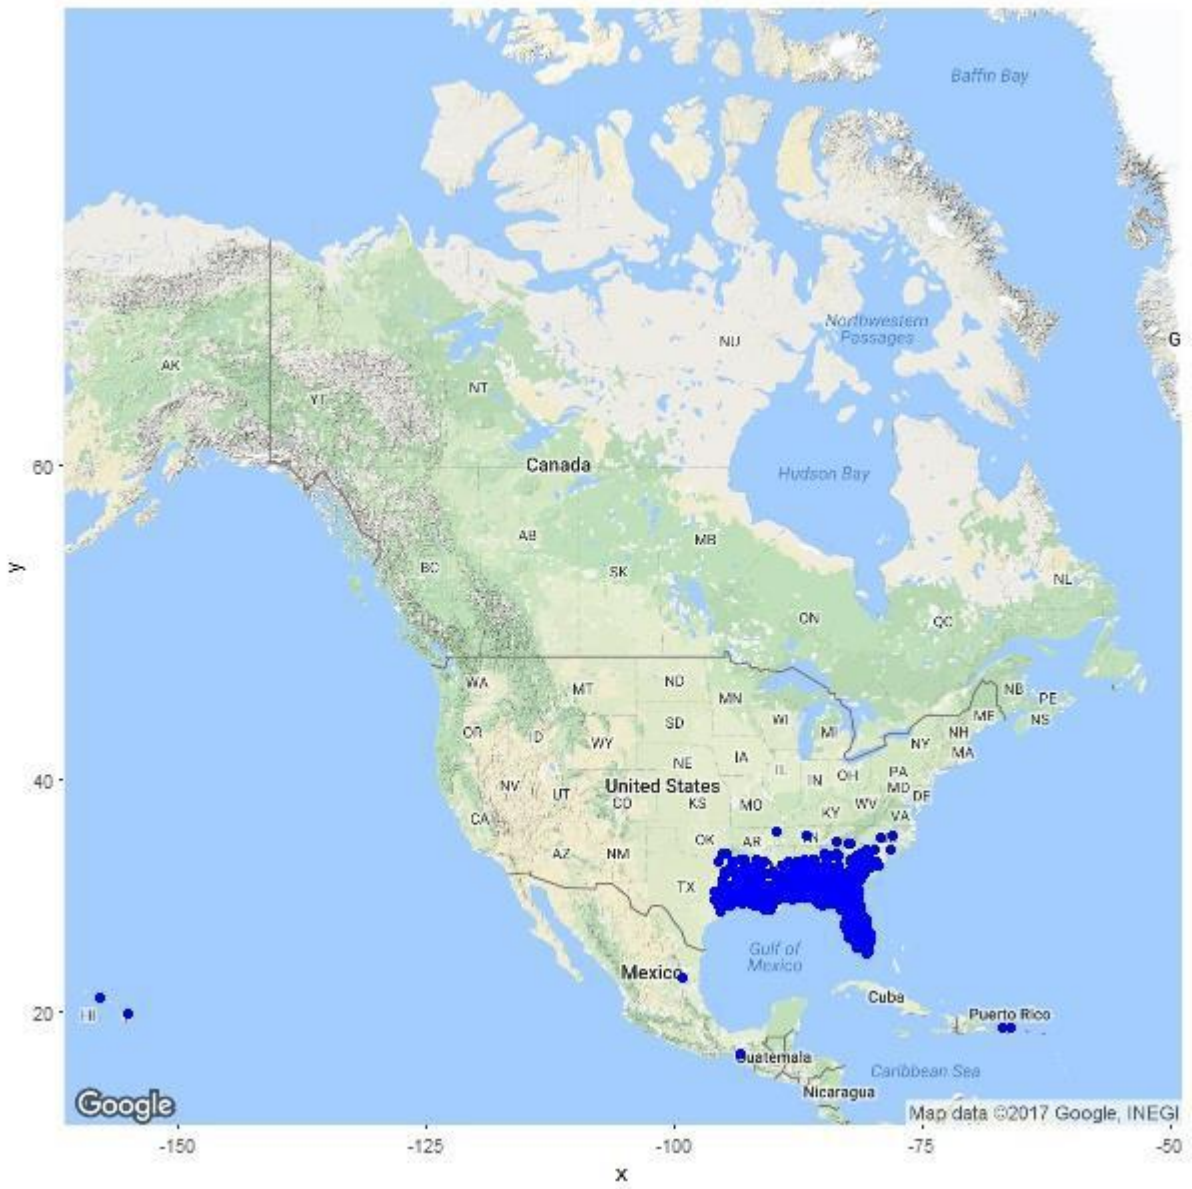 Baffin Bay
Northwestern
Passages
NU
G
AK
YT
NT
60
Canada
Hudson Bay
AB
MB
BC
SK
NL
ON
QC
WA
MT
ND
MN
NB
PE
ME
NS
OR
ID
SD
WI
MI
NH
WY
NY
MA
NE
IA
IL
IN
OH
PA
40
NV
UT
United States
MD
DE
CO
KS
MO
KY
WV
VA
CA
OK
AR
AZ
NM
TX
Gulf of
Mexico
Mexico
Cuba
HI
20
Puerto Rico
Guatemala
Caribbean Sea
Nicaragua
Google
Map data ©2017 Google, INEGI
-150
-125
-100
-75
-50
x
y